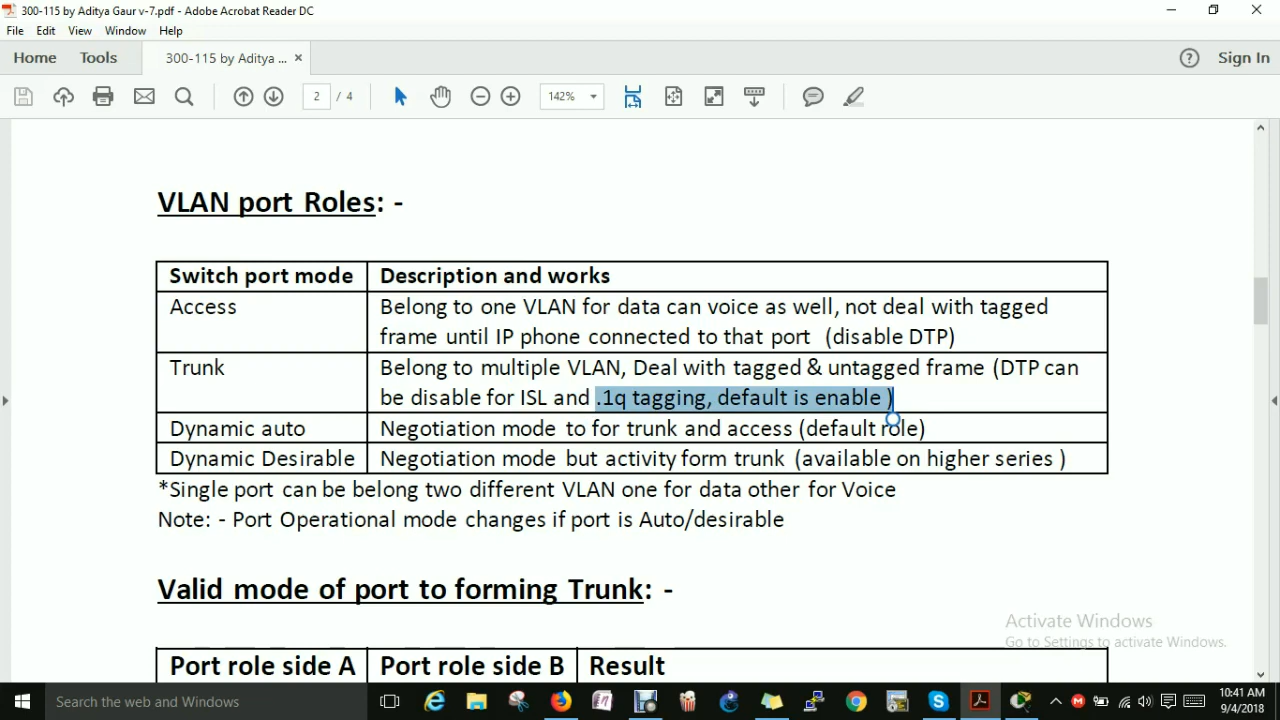 300-115 by Aditya Gaur v-7.pdf - Adobe Acrobat Reader DC
File Edit View Window Help
Home Tools 300-115 by Aditya ... × Sign In
2 / 4 142%
VLAN port Roles: -
Switch port mode Description and works
Access Belong to one VLAN for data can voice as well, not deal with tagged
frame until IP phone connected to that port (disable DTP)
Trunk Belong to multiple VLAN, Deal with tagged & untagged frame (DTP can
be disable for ISL and .1q tagging, default is enable )
Dynamic auto Negotiation mode to for trunk and access (default role)
Dynamic Desirable Negotiation mode but activity form trunk (available on higher series )
*Single port can be belong two different VLAN one for data other for Voice
Note: - Port Operational mode changes if port is Auto/desirable
Valid mode of port to forming Trunk: -
Activate Windows
Go to Settings to activate Windows.
Port role side A Port role side B Result
Search the web and Windows
10:41 AM
9/4/2018